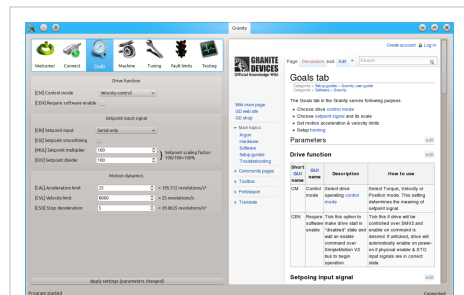 Granity
Welcome! Connect Goals Machine Tuning Fault limits Testing
Drive function
[CM] Control mode Velocity control
[CEN] Require software enable
Setpoint input signal
[CRI] Setpoint input Serial only
[CIS] Setpoint smoothing
[MUL] Setpoint multiplier 100
[DIV] Setpoint divider 100
Setpoint scaling factor:
100/100=100%
Motion dynamics
[CAL] Acceleration limit 25 = 195.312 revolutions/s²
[CVL] Velocity limit 8000 = 25 revolutions/s
[CSD] Stop deceleration 5 = 39.0625 revolutions/s²
Apply settings (parameters changed)
Program started
Connected
GRANITE
DEVICES
Official Knowledge Wiki
Wiki main page
GD web site
GD shop
Main topics
Argon
Hardware
Software
Setup guides
Troubleshooting
Community pages
Toolbox
Print/export
Translate
Create account Log in
Page Discussion Read Edit Search
Goals tab
Categories: Setup guides | Granity user guide
Categories: Software | Granity
The Goals tab in the Granity serves following purposes:
Choose drive control mode
Choose setpoint signal and its scale
Set motion acceleration & velocity limits
Setup homing
Parameters edit
Drive function edit
Short GUI name GUI name Description How to use
CM Control mode Select drive operating control mode Select Torque, Velocity or Position mode. This setting determines the meaning of setpoint signal.
CEN Require software enable Tick this option to make drive start in "disabled" state and wait an enable command over SimpleMotion V2 bus to begin operation. Tick this if drive will be controlled over SMV2 and enable on command is desired. If unticked, drive will automatically enable on power-on if physical enable & STO input signals are in correct state.
Setpoing input signal edit